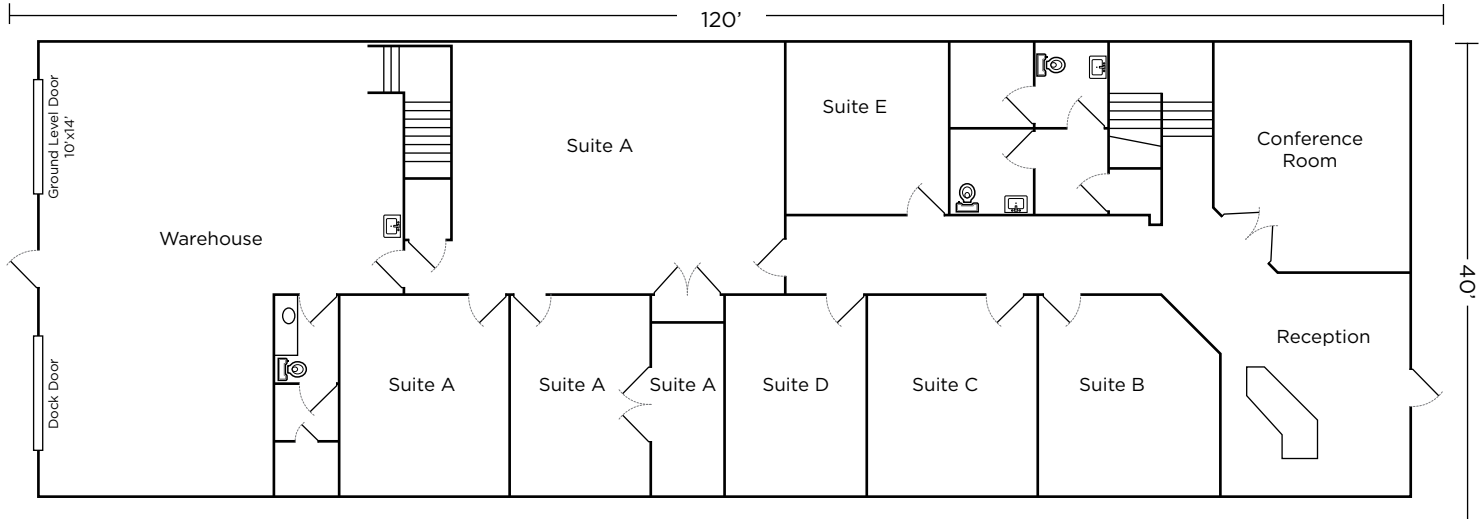 120’
Ground Level Door
10’x14’
Suite E
Suite A
Conference
Room
Warehouse
40’
Reception
Dock Door
Suite A
Suite A
Suite A
Suite D
Suite C
Suite B